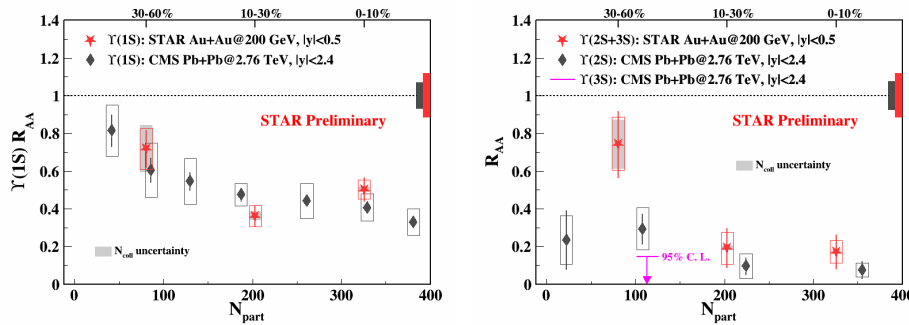 30-60% 10-30% 0-10%
1.4
1.2
1
0.8
0.6
0.4
0.2
0
ϒ(1S) R_AA
ϒ(1S): STAR Au+Au@200 GeV, |y|<0.5
ϒ(1S): CMS Pb+Pb@2.76 TeV, |y|<2.4
STAR Preliminary
N_coll uncertainty
0 100 200 300 400
N_part
30-60% 10-30% 0-10%
1.4
1.2
1
0.8
0.6
0.4
0.2
0
R_AA
ϒ(2S+3S): STAR Au+Au@200 GeV, |y|<0.5
ϒ(2S): CMS Pb+Pb@2.76 TeV, |y|<2.4
ϒ(3S): CMS Pb+Pb@2.76 TeV, |y|<2.4
STAR Preliminary
N_coll uncertainty
95% C. L.
0 100 200 300 400
N_part